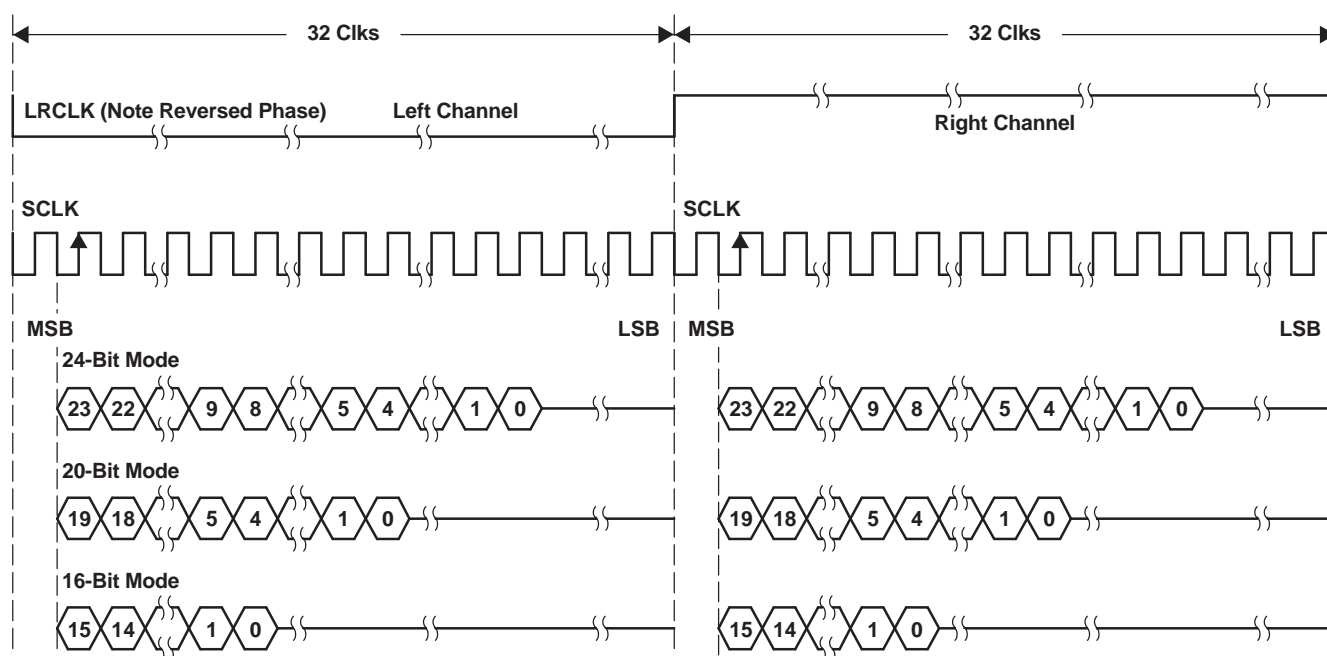 32 Clks 32 Clks
LRCLK (Note Reversed Phase) Left Channel
Right Channel
SCLK SCLK
MSB LSB MSB LSB
24-Bit Mode
23 22 9 8 5 4 1 0 23 22 9 8 5 4 1 0
20-Bit Mode
19 18 5 4 1 0 19 18 5 4 1 0
16-Bit Mode
15 14 1 0 15 14 1 0